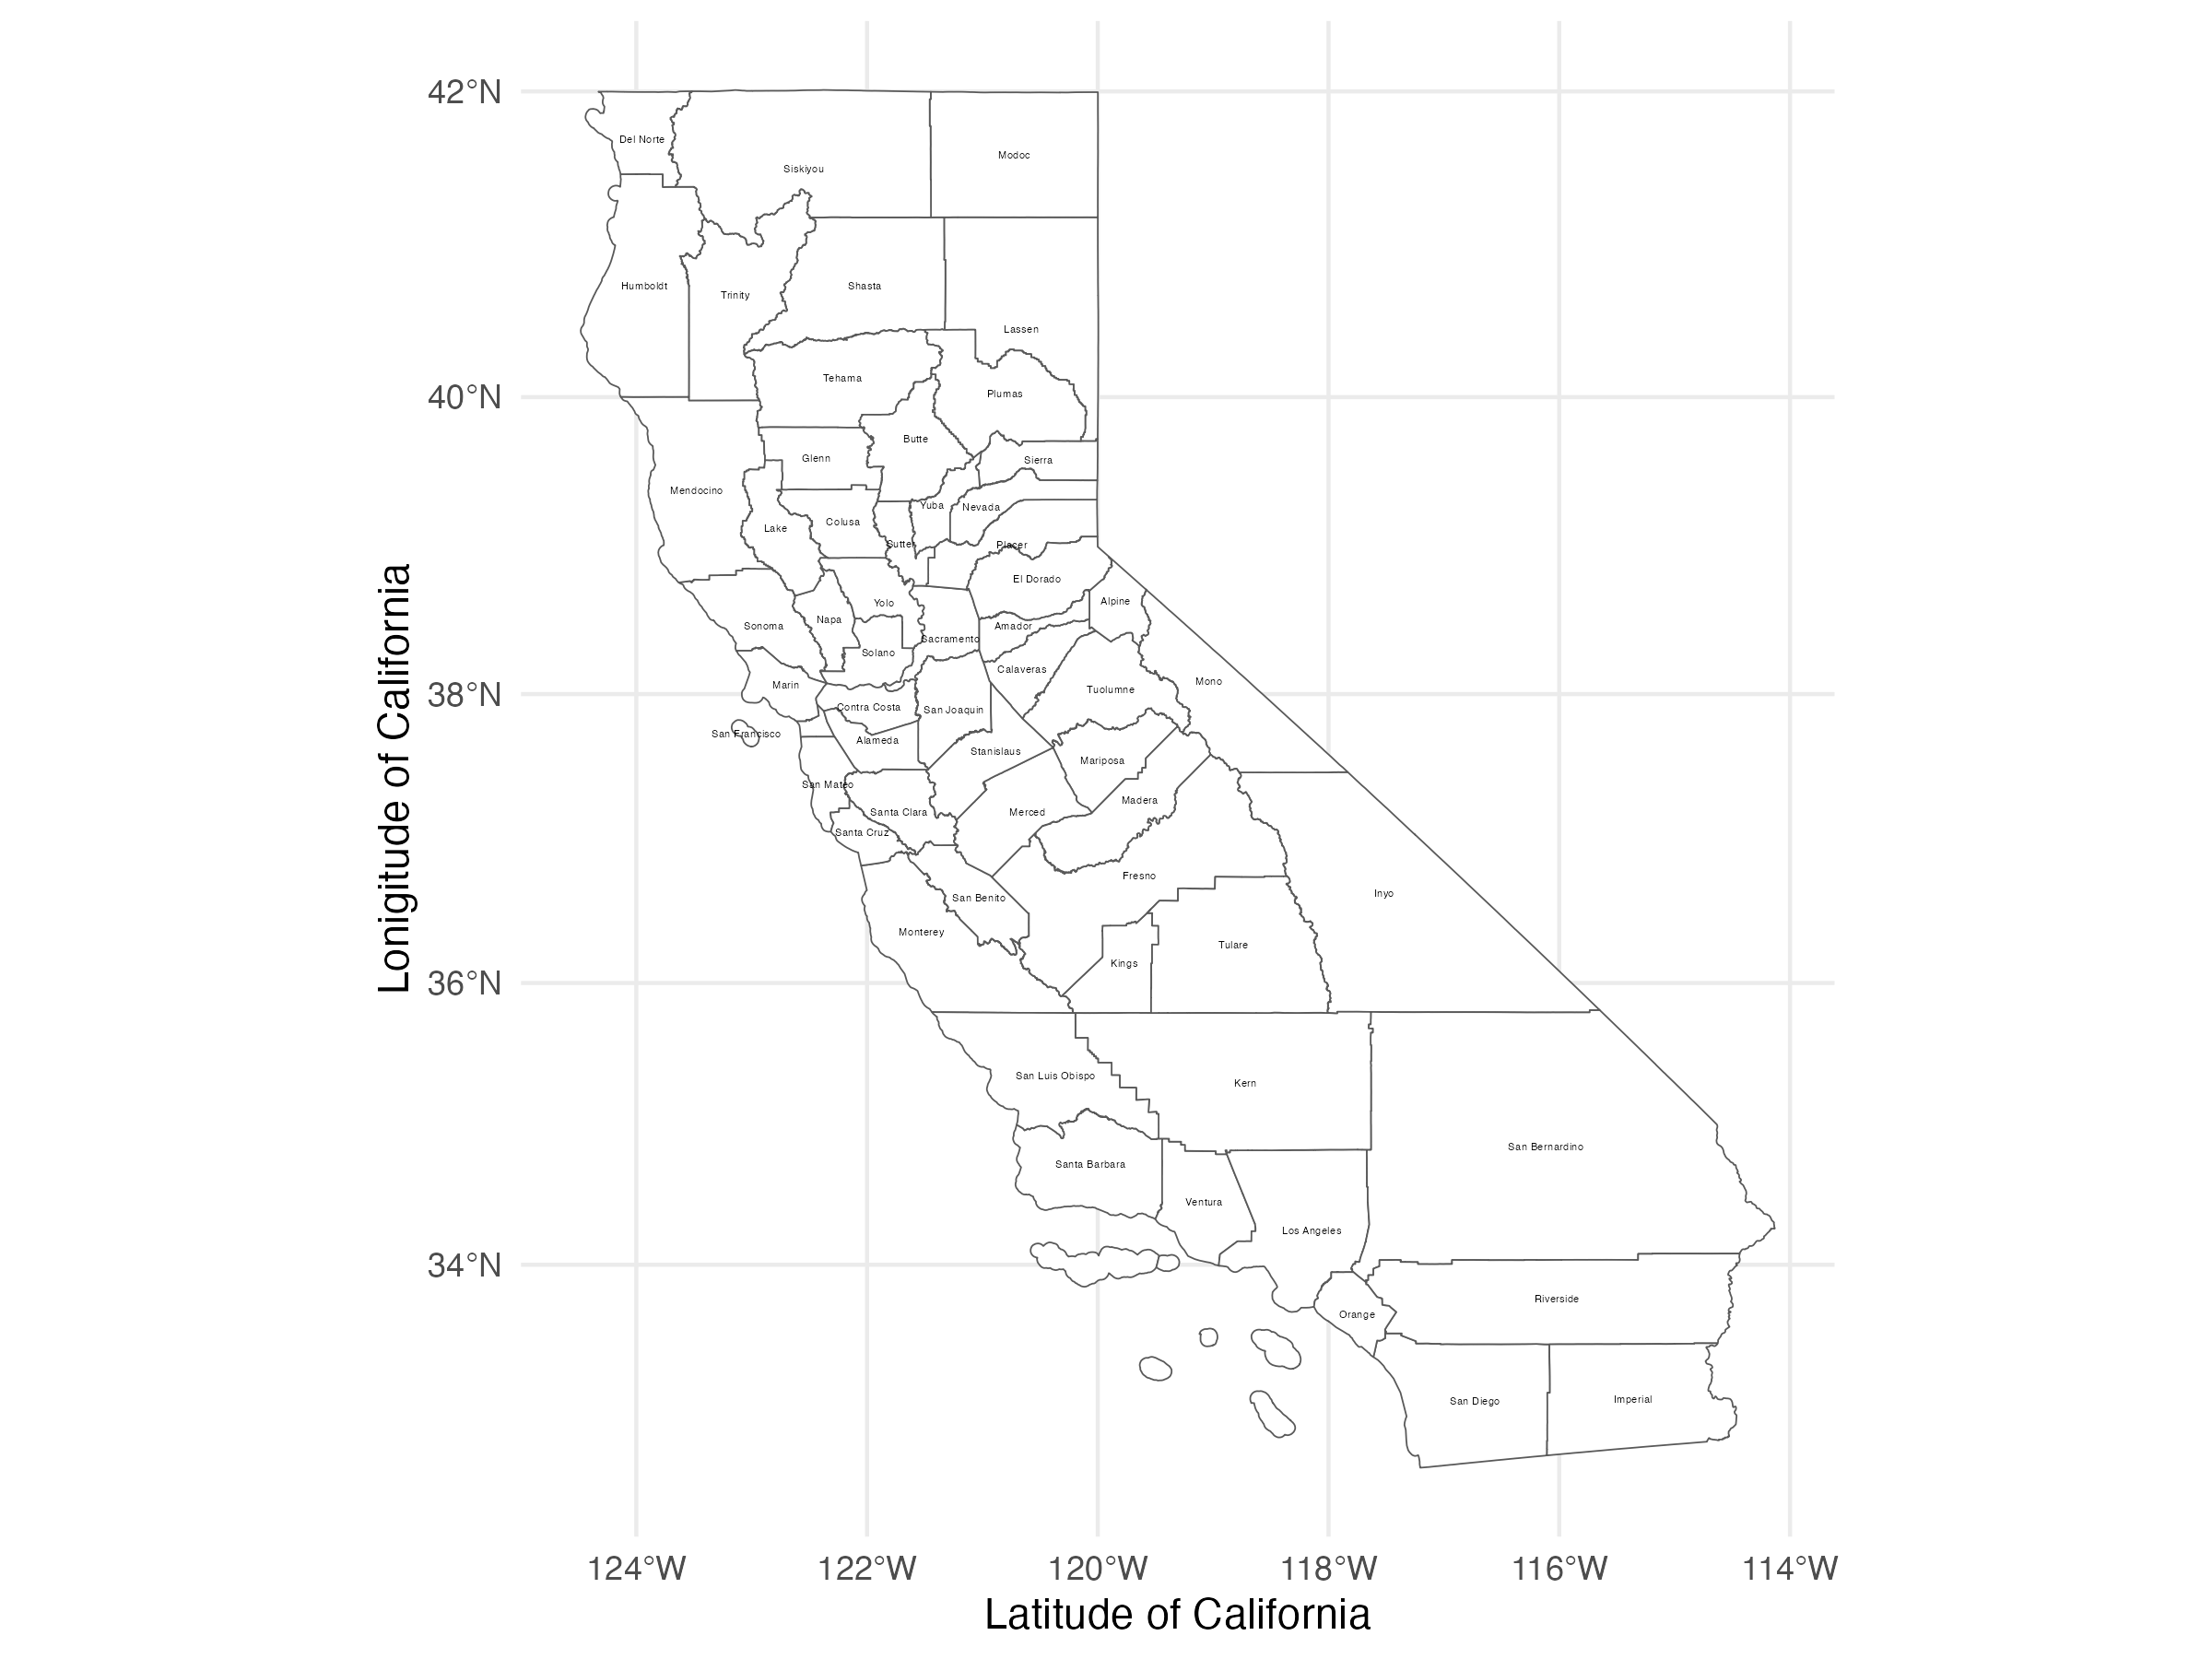 42°N
40°N
38°N
36°N
34°N
Lonigitude of California
Del Norte
Siskiyou
Modoc
Humboldt
Trinity
Shasta
Lassen
Tehama
Plumas
Butte
Glenn
Sierra
Mendocino
Yuba
Nevada
Lake
Colusa
Sutter
Placer
El Dorado
Alpine
Yolo
Napa
Sonoma
Amador
Sacramento
Solano
Calaveras
Mono
Marin
Tuolumne
Contra Costa
San Joaquin
San Francisco
Alameda
Stanislaus
Mariposa
San Mateo
Madera
Santa Clara
Merced
Santa Cruz
Fresno
Inyo
San Benito
Monterey
Tulare
Kings
San Luis Obispo
Kern
San Bernardino
Santa Barbara
Ventura
Los Angeles
Riverside
Orange
San Diego
Imperial
124°W 122°W 120°W 118°W 116°W 114°W
Latitude of California